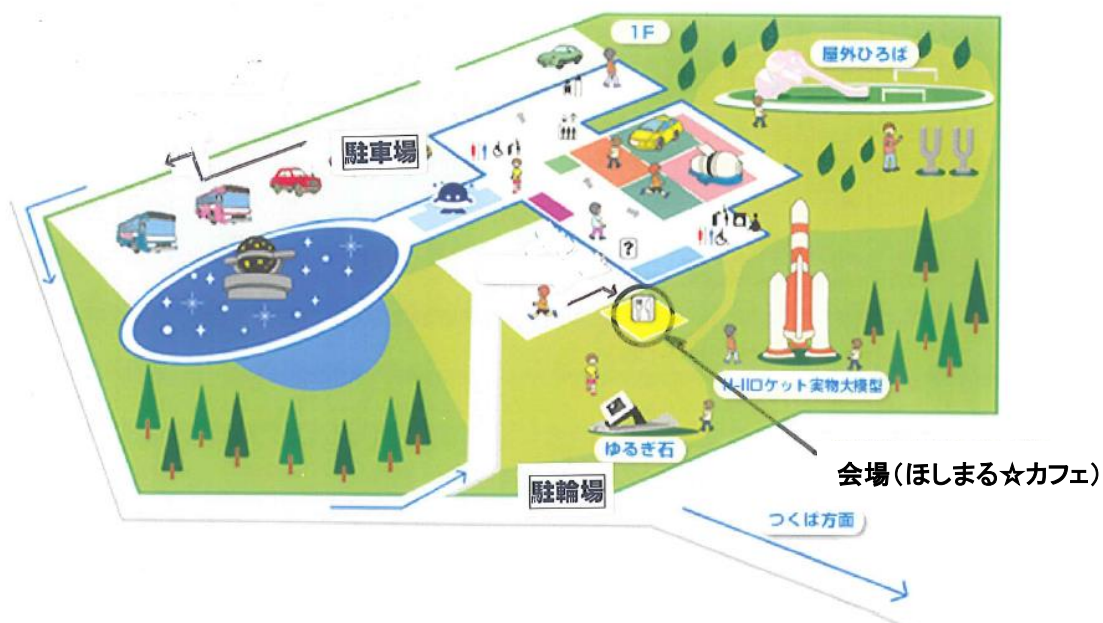 1F
屋外ひろば
駐車場
?
H-IIロケット実物大模型
ゆるぎ石
会場(ほしまる☆カフェ)
駐輪場
つくば方面